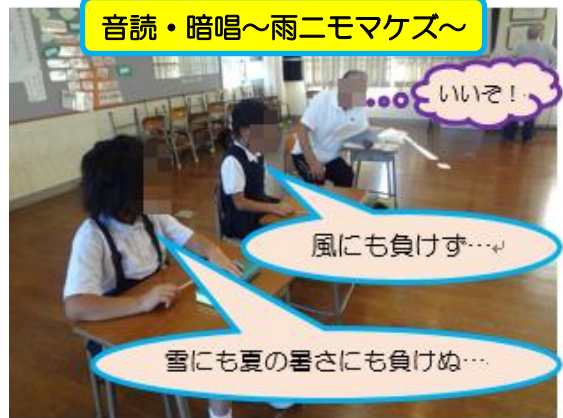 音読・暗唱～雨ニモマケズ～
いいぞ！
風にも負けず…↵
雪にも夏の暑さにも負けぬ…